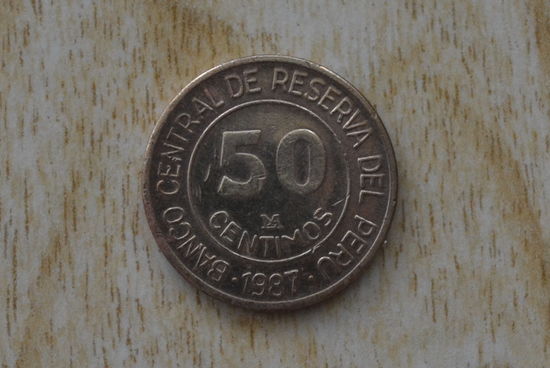 BANCO CENTRAL DE RESERVA DEL PERU
50
M
CENTIMOS
·1987·